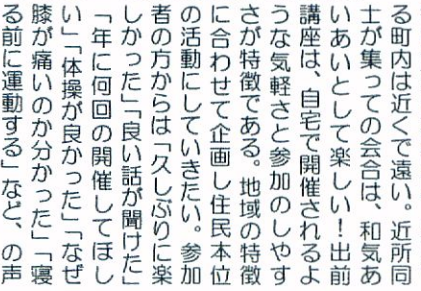 る町内は近くで遠い。近所同
士が集っての会合は、和気あ
いあいとして楽しい！出前
講座は、自宅で開催されるよ
うな気軽さと参加のしやす
さが特徴である。地域の特徴
に合わせて企画し住民本位
の活動にしていきたい。参加
者の方からは「久しぶりに楽
しかった」「良い話が聞けた」
「年に何回の開催してほし
い」「体操が良かった」「なぜ
膝が痛いのか分かった」「寝
る前に運動する」など、の声